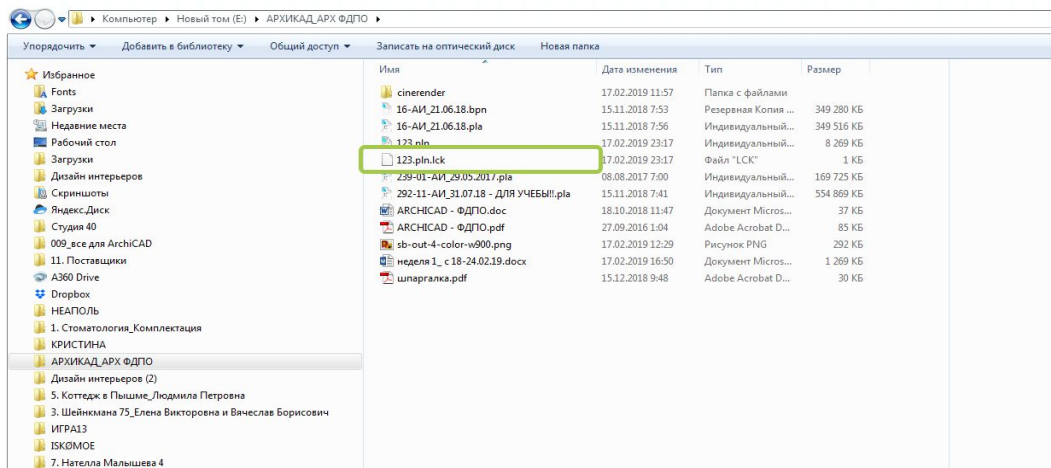 Компьютер ▸ Новый том (E:) ▸ АРХИКАД_АРХ ФДПО ▸
Упорядочить Добавить в библиотеку Общий доступ Записать на оптический диск Новая папка
Избранное
Fonts
Загрузки
Недавние места
Рабочий стол
Загрузки
Дизайн интерьеров
Скриншоты
Яндекс.Диск
Студия 40
009_все для ArchiCAD
11. Поставщики
A360 Drive
Dropbox
НЕАПОЛЬ
1. Стоматология_Комплектация
КРИСТИНА
АРХИКАД_АРХ ФДПО
Дизайн интерьеров (2)
5. Коттедж в Пышме_Людмила Петровна
3. Шейнкмана 75_Елена Викторовна и Вячеслав Борисович
ИГРА13
ISKØMOE
7. Нателла Малышева 4
Имя Дата изменения Тип Размер
cinerender 17.02.2019 11:57 Папка с файлами
16-АИ_21.06.18.bpn 15.11.2018 7:53 Резервная Копия ... 349 280 КБ
16-АИ_21.06.18.pla 15.11.2018 7:56 Индивидуальный... 349 516 КБ
123.pln 17.02.2019 23:17 Индивидуальный... 8 269 КБ
123.pln.lck 17.02.2019 23:17 Файл "LCK" 1 КБ
239-01-АИ_29.05.2017.pla 08.08.2017 7:00 Индивидуальный... 169 725 КБ
292-11-АИ_31.07.18 - ДЛЯ УЧЕБЫ!!.pla 15.11.2018 7:41 Индивидуальный... 554 869 КБ
ARCHICAD - ФДПО.doc 18.10.2018 11:47 Документ Micros... 37 КБ
ARCHICAD - ФДПО.pdf 27.09.2016 1:04 Adobe Acrobat D... 85 КБ
sb-out-4-color-w900.png 17.02.2019 12:29 Рисунок PNG 292 КБ
неделя 1_ с 18-24.02.19.docx 17.02.2019 16:50 Документ Micros... 1 269 КБ
шпаргалка.pdf 15.12.2018 9:48 Adobe Acrobat D... 30 КБ